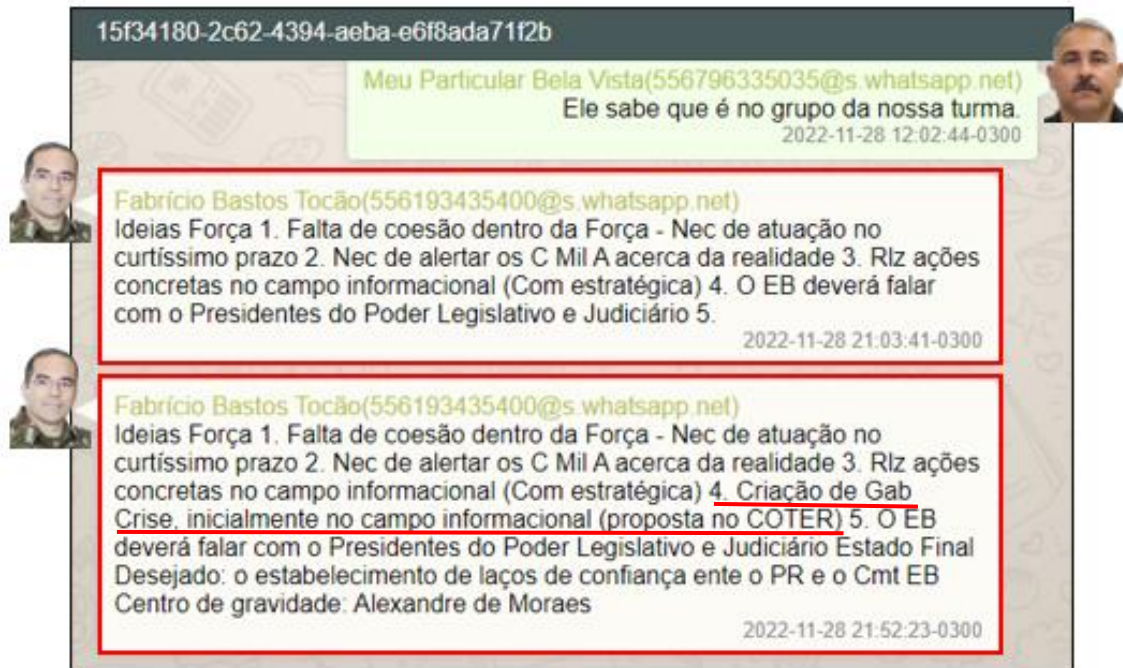 15f34180-2c62-4394-aeba-e6f8ada71f2b
Meu Particular Bela Vista(556796335035@s.whatsapp.net)
Ele sabe que é no grupo da nossa turma.
2022-11-28 12:02:44-0300
Fabrício Bastos Tocão(556193435400@s.whatsapp.net)
Ideias Força 1. Falta de coesão dentro da Força - Nec de atuação no
curtíssimo prazo 2. Nec de alertar os C Mil A acerca da realidade 3. Rlz ações
concretas no campo informacional (Com estratégica) 4. O EB deverá falar
com o Presidentes do Poder Legislativo e Judiciário 5.
2022-11-28 21:03:41-0300
Fabrício Bastos Tocão(556193435400@s.whatsapp.net)
Ideias Força 1. Falta de coesão dentro da Força - Nec de atuação no
curtíssimo prazo 2. Nec de alertar os C Mil A acerca da realidade 3. Rlz ações
concretas no campo informacional (Com estratégica) 4. Criação de Gab
Crise, inicialmente no campo informacional (proposta no COTER) 5. O EB
deverá falar com o Presidentes do Poder Legislativo e Judiciário Estado Final
Desejado: o estabelecimento de laços de confiança ente o PR e o Cmt EB
Centro de gravidade: Alexandre de Moraes
2022-11-28 21:52:23-0300